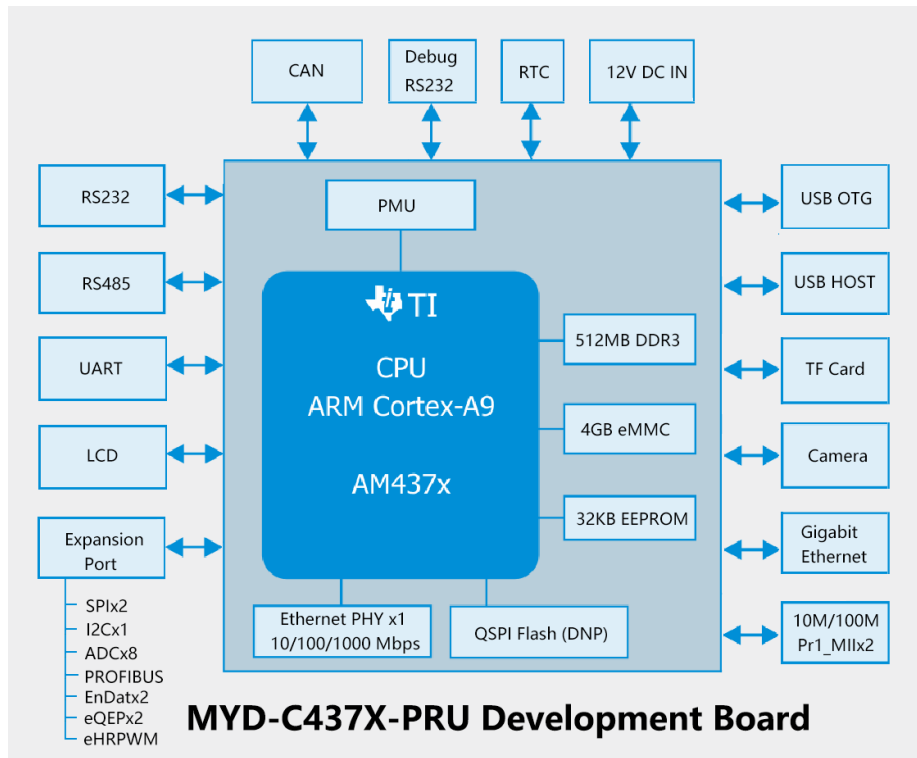 CAN
Debug
RS232
RTC
12V DC IN
RS232
RS485
UART
LCD
Expansion
Port
SPIx2
I2Cx1
ADCx8
PROFIBUS
EnDatx2
eQEPx2
eHRPWM
PMU
TI
CPU
ARM Cortex-A9
AM437x
512MB DDR3
4GB eMMC
32KB EEPROM
Ethernet PHY x1
10/100/1000 Mbps
QSPI Flash (DNP)
USB OTG
USB HOST
TF Card
Camera
Gigabit
Ethernet
10M/100M
Pr1_MIIx2
MYD-C437X-PRU Development Board